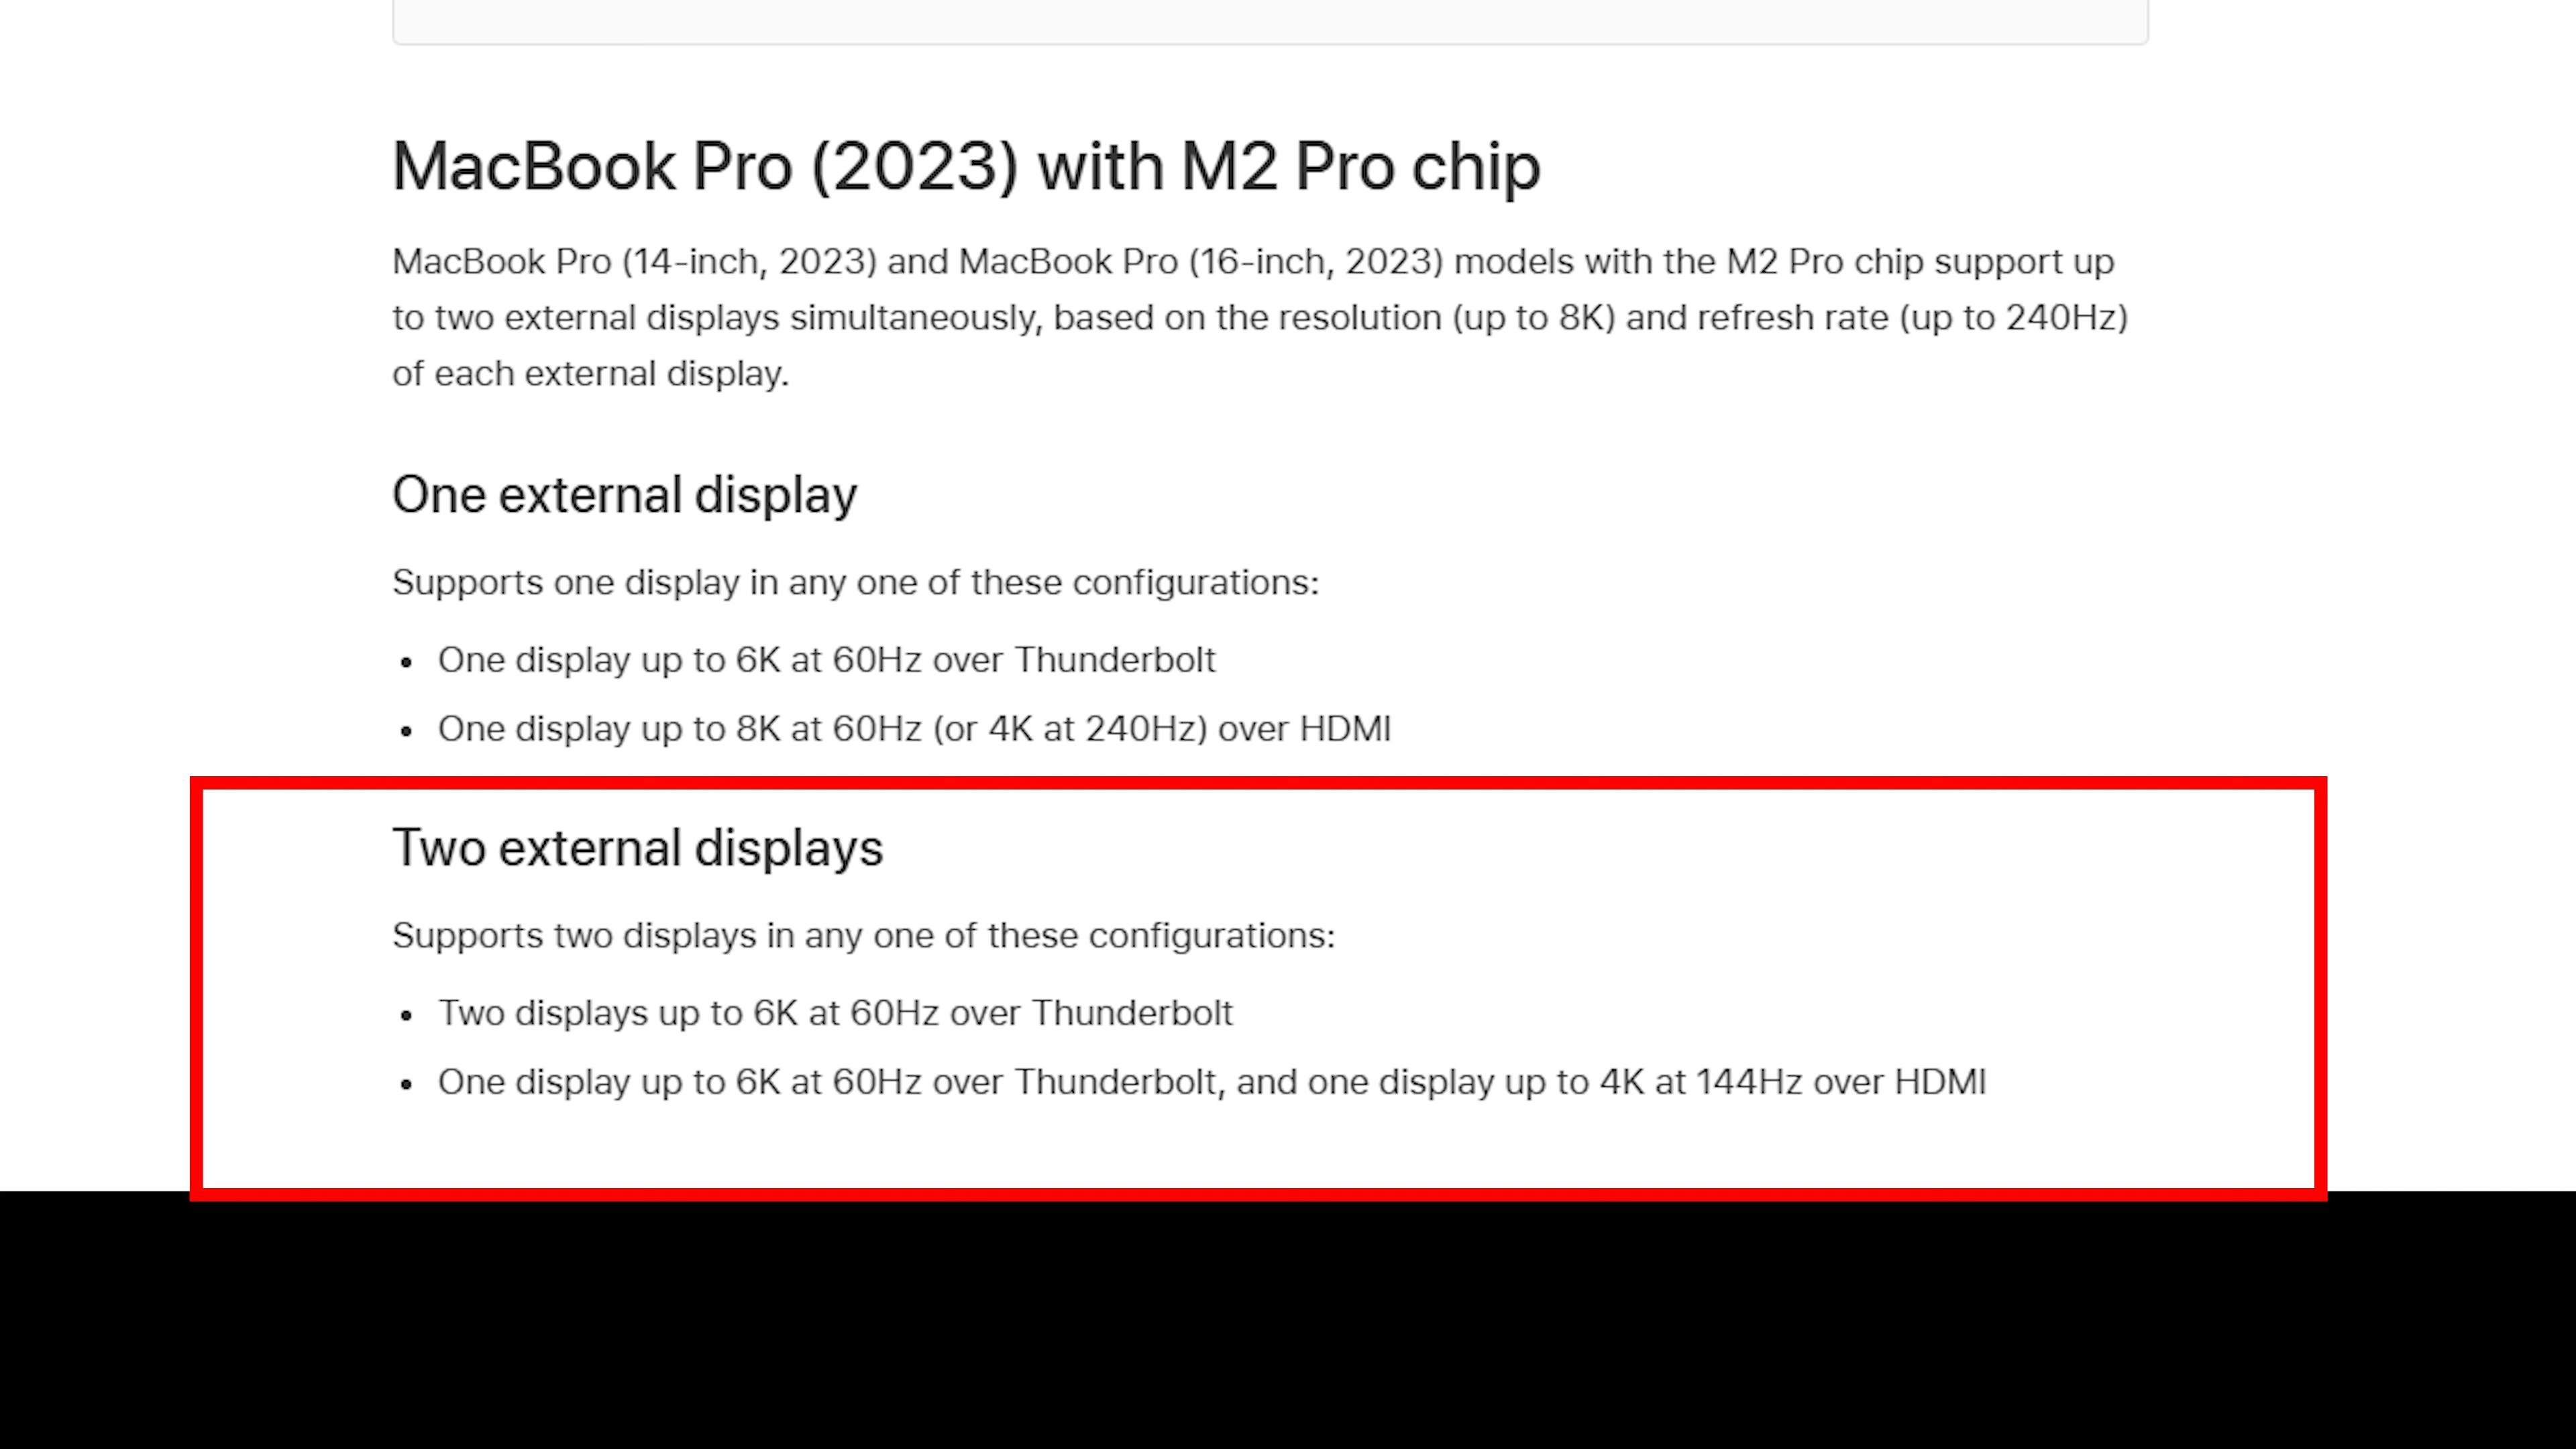 MacBook Pro (2023) with M2 Pro chip
MacBook Pro (14-inch, 2023) and MacBook Pro (16-inch, 2023) models with the M2 Pro chip support up
to two external displays simultaneously, based on the resolution (up to 8K) and refresh rate (up to 240Hz)
of each external display.
One external display
Supports one display in any one of these configurations:
• One display up to 6K at 60Hz over Thunderbolt
• One display up to 8K at 60Hz (or 4K at 240Hz) over HDMI
Two external displays
Supports two displays in any one of these configurations:
• Two displays up to 6K at 60Hz over Thunderbolt
• One display up to 6K at 60Hz over Thunderbolt, and one display up to 4K at 144Hz over HDMI